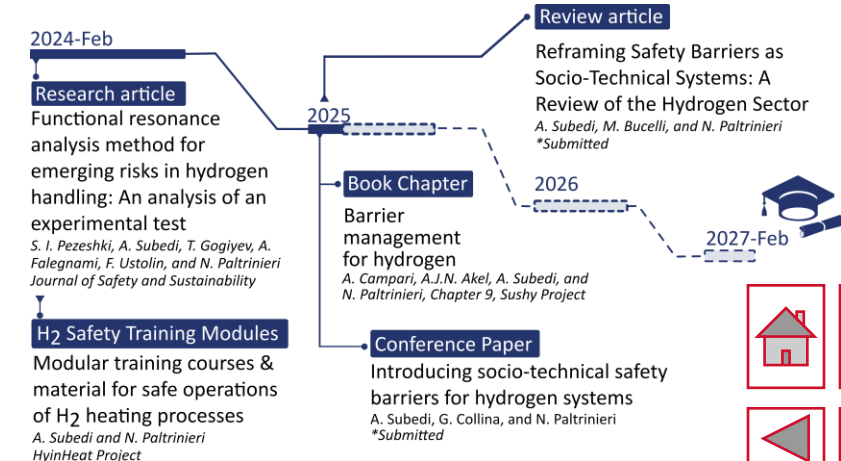 2024-Feb
Research article
Functional resonance
analysis method for
emerging risks in hydrogen
handling: An analysis of an
experimental test
S. I. Pezeshki, A. Subedi, T. Gogiyev, A.
Falegnami, F. Ustolin, and N. Paltrinieri
Journal of Safety and Sustainability
H2 Safety Training Modules
Modular training courses &
material for safe operations
of H2 heating processes
A. Subedi and N. Paltrinieri
HyinHeat Project
2025
Review article
Reframing Safety Barriers as
Socio-Technical Systems: A
Review of the Hydrogen Sector
A. Subedi, M. Bucelli, and N. Paltrinieri
*Submitted
Book Chapter
Barrier
management
for hydrogen
A. Campari, A.J.N. Akel, A. Subedi, and
N. Paltrinieri, Chapter 9, Sushy Project
Conference Paper
Introducing socio-technical safety
barriers for hydrogen systems
A. Subedi, G. Collina, and N. Paltrinieri
*Submitted
2026
2027-Feb